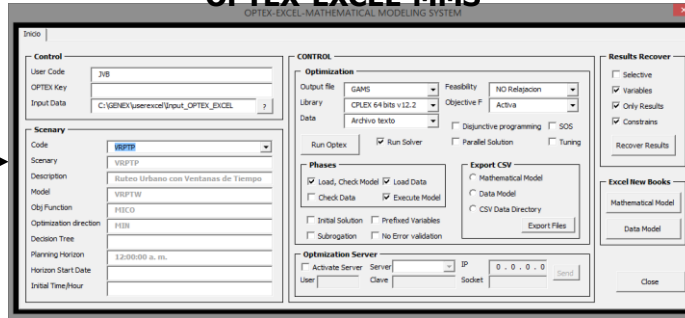 OPTEX-EXCEL-MMS
OPTEX-EXCEL-MATHEMATICAL MODELING SYSTEM
Inicio
Control
User Code JVB
OPTEX Key
Input Data C:\GENEX\userexcel\Input_OPTEX_EXCEL ?
Scenary
Code VRPTP
Scenary VRPTP
Description Ruteo Urbano con Ventanas de Tiempo
Model VRPTW
Obj Function MICO
Optimization direction MIN
Decision Tree
Planning Horizon 12:00:00 a. m.
Horizon Start Date
Initial Time/Hour
CONTROL
Optimization
Output file GAMS Feasibility NO Relajacion
Library CPLEX 64 bits v12.2 Objective F Activa
Data Archivo texto Disjunctive programming SOS
Run Optex Run Solver Parallel Solution Tuning
Phases
Load, Check Model Load Data
Check Data Execute Model
Initial Solution Prefixed Variables
Subrogation No Error validation
Export CSV
Mathematical Model
Data Model
CSV Data Directory
Export Files
Optmization Server
Activate Server Server IP 0 . 0 . 0 . 0 Send
User Clave Socket
Results Recover
Selective
Variables
Only Results
Constrains
Recover Results
Excel New Books
Mathematical Model
Data Model
Close